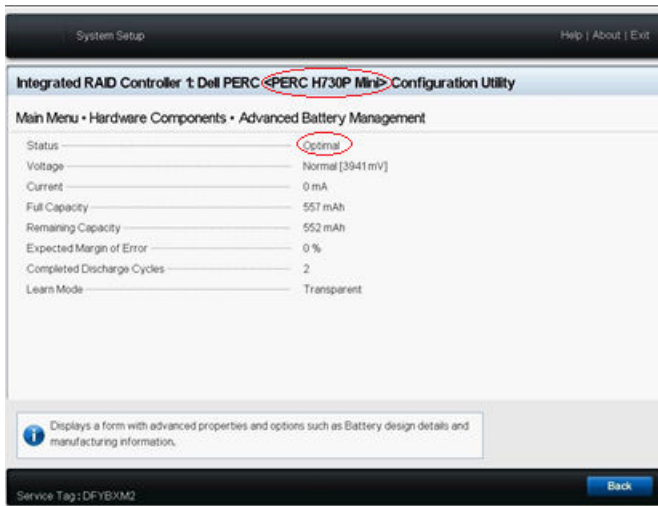 System Setup
Help | About | Exit
Integrated RAID Controller 1: Dell PERC <PERC H730P Mini> Configuration Utility
Main Menu • Hardware Components • Advanced Battery Management
Status Optimal
Voltage Normal [3941 mV]
Current 0 mA
Full Capacity 557 mAh
Remaining Capacity 552 mAh
Expected Margin of Error 0 %
Completed Discharge Cycles 2
Learn Mode Transparent
Displays a form with advanced properties and options such as Battery design details and
manufacturing information.
Service Tag : DFYBXM2
Back